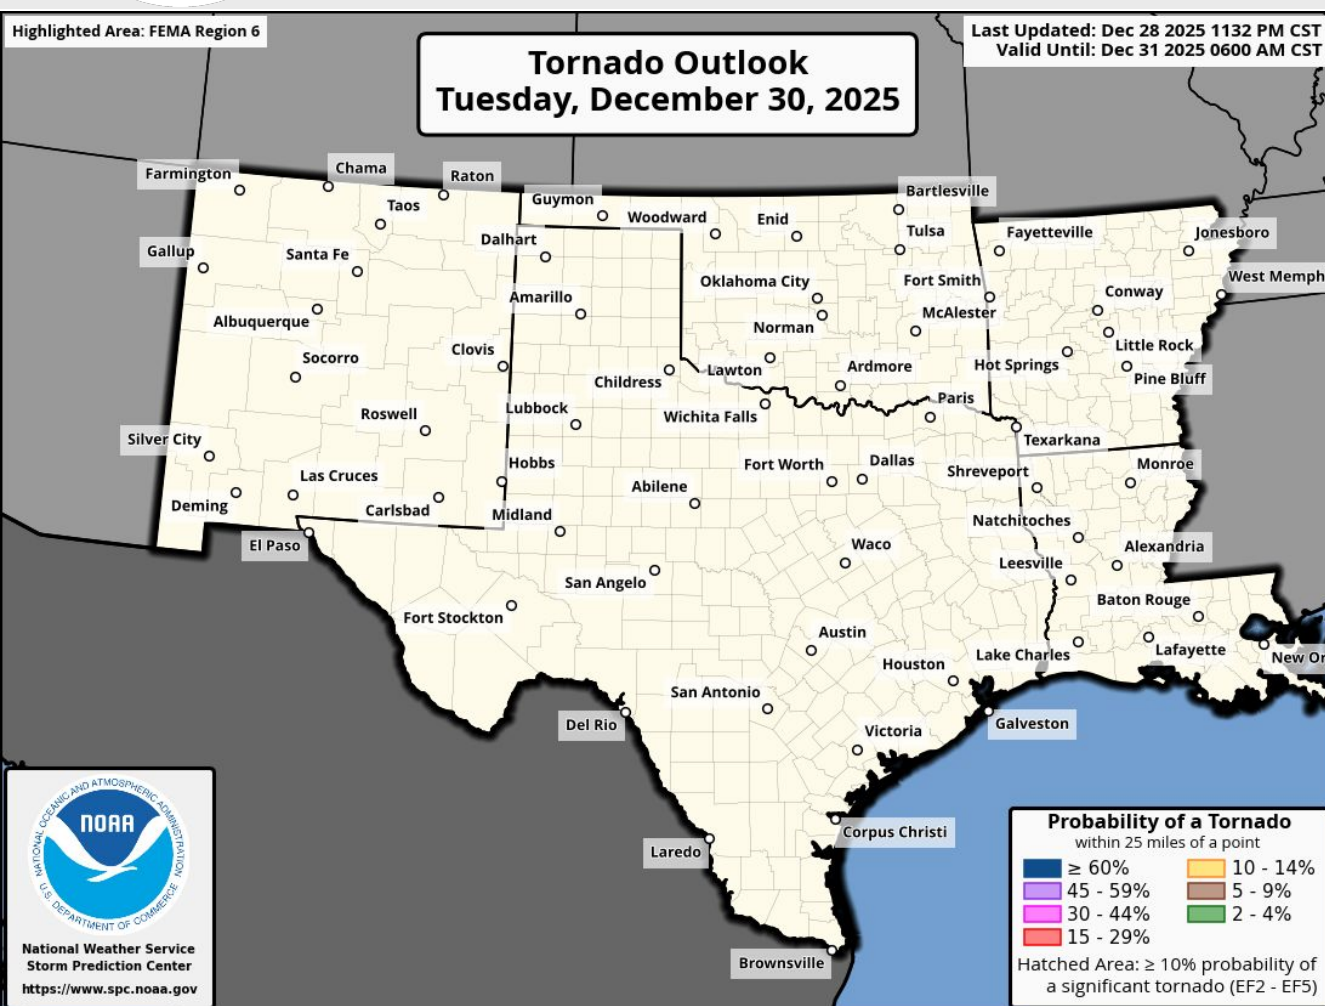 Highlighted Area: FEMA Region 6
Last Updated: Dec 28 2025 1132 PM CST
Valid Until: Dec 31 2025 0600 AM CST
Tornado Outlook
Tuesday, December 30, 2025
Farmington
Chama
Raton
Taos
Guymon
Woodward
Enid
Bartlesville
Tulsa
Fayetteville
Jonesboro
Gallup
Santa Fe
Dalhart
Oklahoma City
Fort Smith
Conway
West Memph
Albuquerque
Amarillo
Norman
McAlester
Little Rock
Socorro
Clovis
Childress
Lawton
Ardmore
Hot Springs
Pine Bluff
Roswell
Lubbock
Wichita Falls
Paris
Texarkana
Silver City
Las Cruces
Hobbs
Abilene
Fort Worth
Dallas
Shreveport
Monroe
Deming
Carlsbad
Midland
Natchitoches
El Paso
Waco
Alexandria
San Angelo
Leesville
Fort Stockton
Baton Rouge
Austin
Houston
Lake Charles
Lafayette
New Or
San Antonio
Del Rio
Victoria
Galveston
Corpus Christi
Laredo
Brownsville
NATIONAL OCEANIC AND ATMOSPHERIC ADMINISTRATION
NOAA
U.S. DEPARTMENT OF COMMERCE
National Weather Service
Storm Prediction Center
https://www.spc.noaa.gov
Probability of a Tornado
within 25 miles of a point
≥ 60%
10 - 14%
45 - 59%
5 - 9%
30 - 44%
2 - 4%
15 - 29%
Hatched Area: ≥ 10% probability of
a significant tornado (EF2 - EF5)